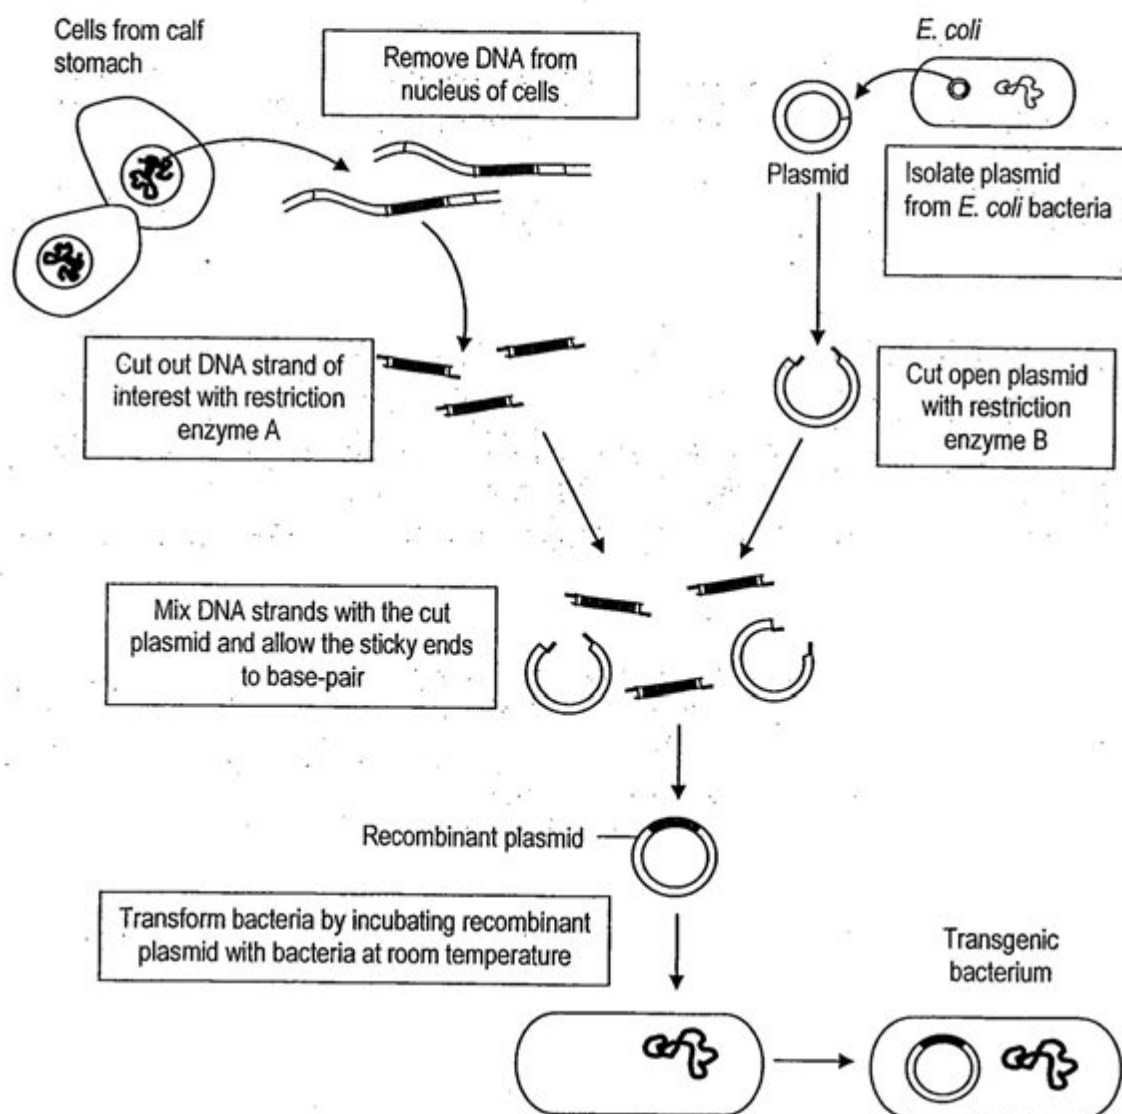 Cells from calf
stomach
Remove DNA from
nucleus of cells
E. coli
Plasmid
Isolate plasmid
from E. coli bacteria
Cut out DNA strand of
interest with restriction
enzyme A
Cut open plasmid
with restriction
enzyme B
Mix DNA strands with the cut
plasmid and allow the sticky ends
to base-pair
Recombinant plasmid
Transform bacteria by incubating recombinant
plasmid with bacteria at room temperature
Transgenic
bacterium